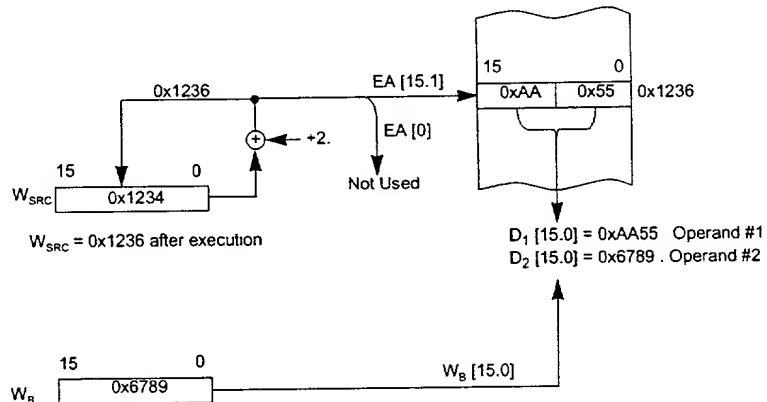 15 0
0x1236 EA [15.1]
0xAA 0x55 0x1236
EA [0]
+ +2.
15 0 Not Used
W_SRC 0x1234
W_SRC = 0x1236 after execution
D_1 [15.0] = 0xAA55 Operand #1
D_2 [15.0] = 0x6789 . Operand #2
15 0 W_B [15.0]
W_B 0x6789